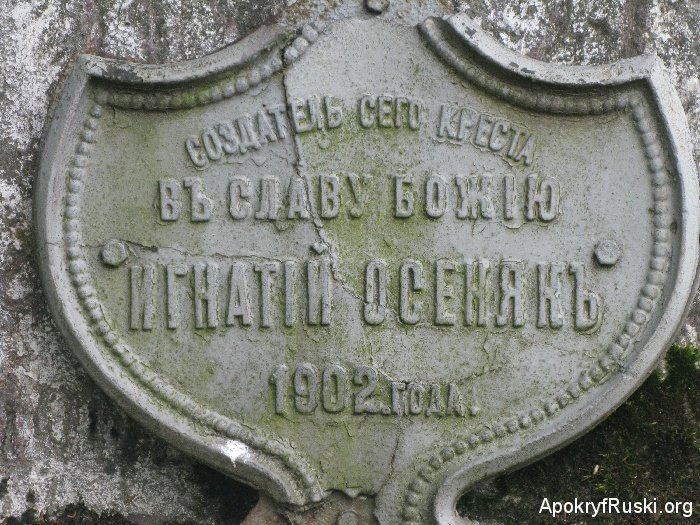 СОЗДАТЕЛЬ СЕГО КРЕСТА
ВЪ СЛАВУ БОЖІЮ
ИГНАТІЙ ОСЕНЯКЪ
1902.ГОДА.
ApokryfRuski.org